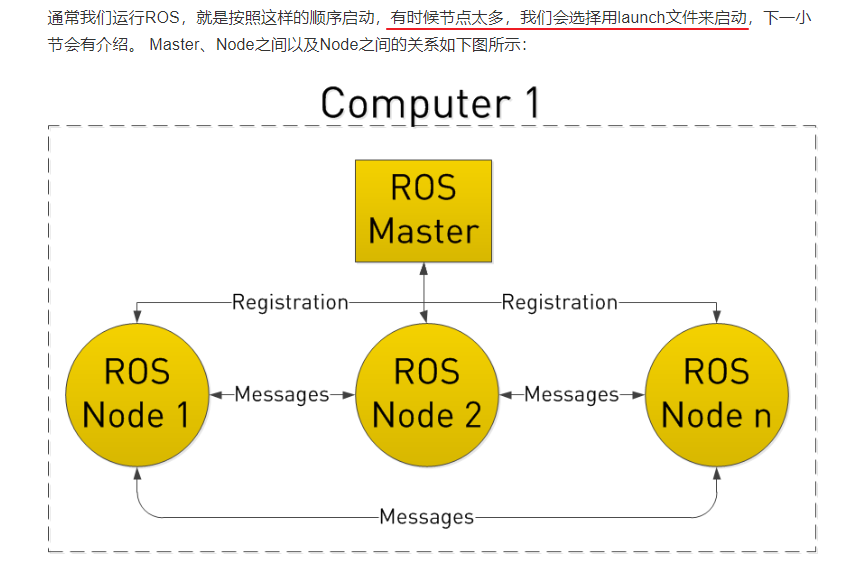 通常我们运行ROS，就是按照这样的顺序启动，有时候节点太多，我们会选择用launch文件来启动，下一小
节会有介绍。 Master、Node之间以及Node之间的关系如下图所示：
Computer 1
ROS
Master
Registration
Registration
ROS
Node 1
Messages
ROS
Node 2
Messages
ROS
Node n
Messages